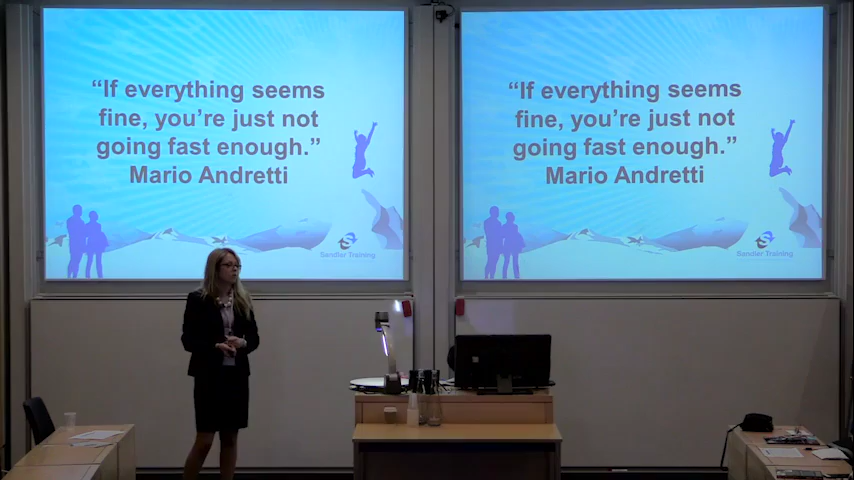 “If everything seems
fine, you’re just not
going fast enough.”
Mario Andretti
Sandler Training
“If everything seems
fine, you’re just not
going fast enough.”
Mario Andretti
Sandler Training